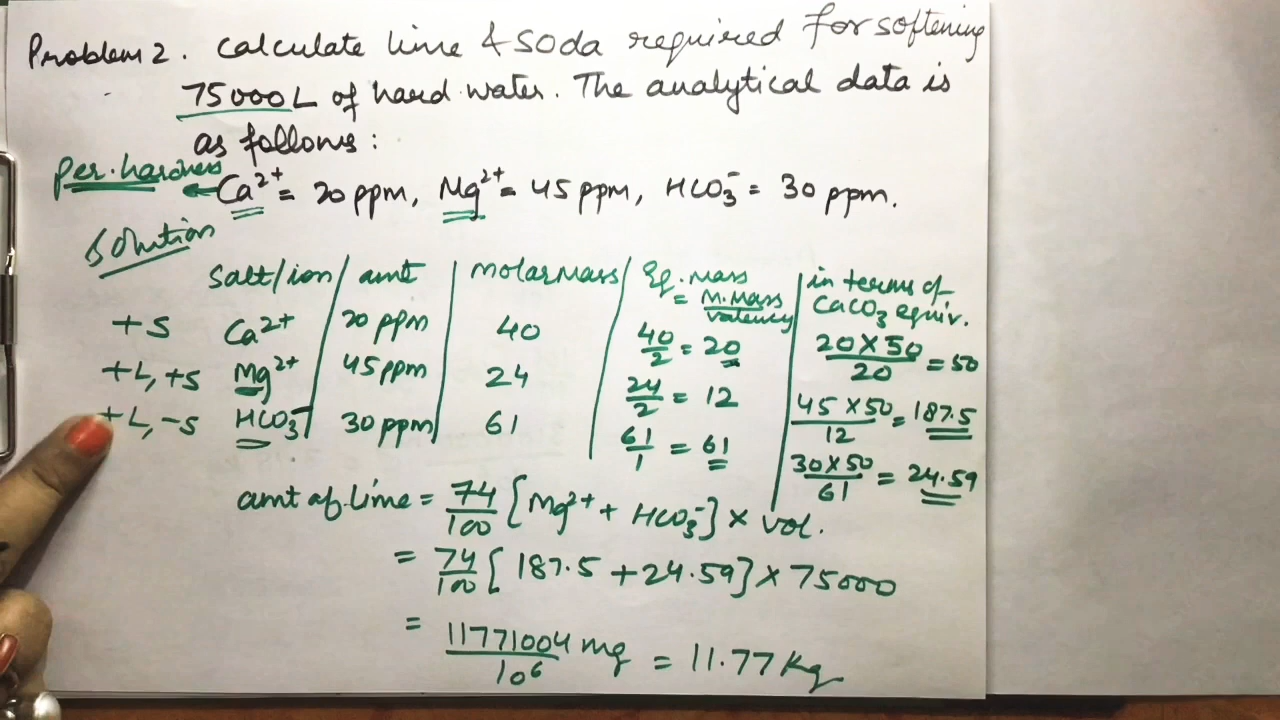 Problem 2. Calculate lime & soda required for softening
75000L of hard water. The analytical data is
as follows:
per. hardness
Ca²⁺ = 20 ppm, Mg²⁺ = 45 ppm, HCO₃⁻ = 30 ppm.
Solution
Salt/ion | amt | molarmass | Eq. mass = M.Mass/valency | in terms of CaCO₃ equiv.
+S Ca²⁺ | 20 ppm | 40 | 40/2 = 20 | 20 X 50/20 = 50
+L, +S Mg²⁺ | 45 ppm | 24 | 24/2 = 12 | 45 X 50/12 = 187.5
+L, -S HCO₃⁻ | 30 ppm | 61 | 61/1 = 61 | 30 X 50/61 = 24.59
amt of lime = 74/100 [Mg²⁺ + HCO₃⁻] x vol.
= 74/100 [187.5 + 24.59] x 75000
= 11771004 mg/10⁶ = 11.77 Kg